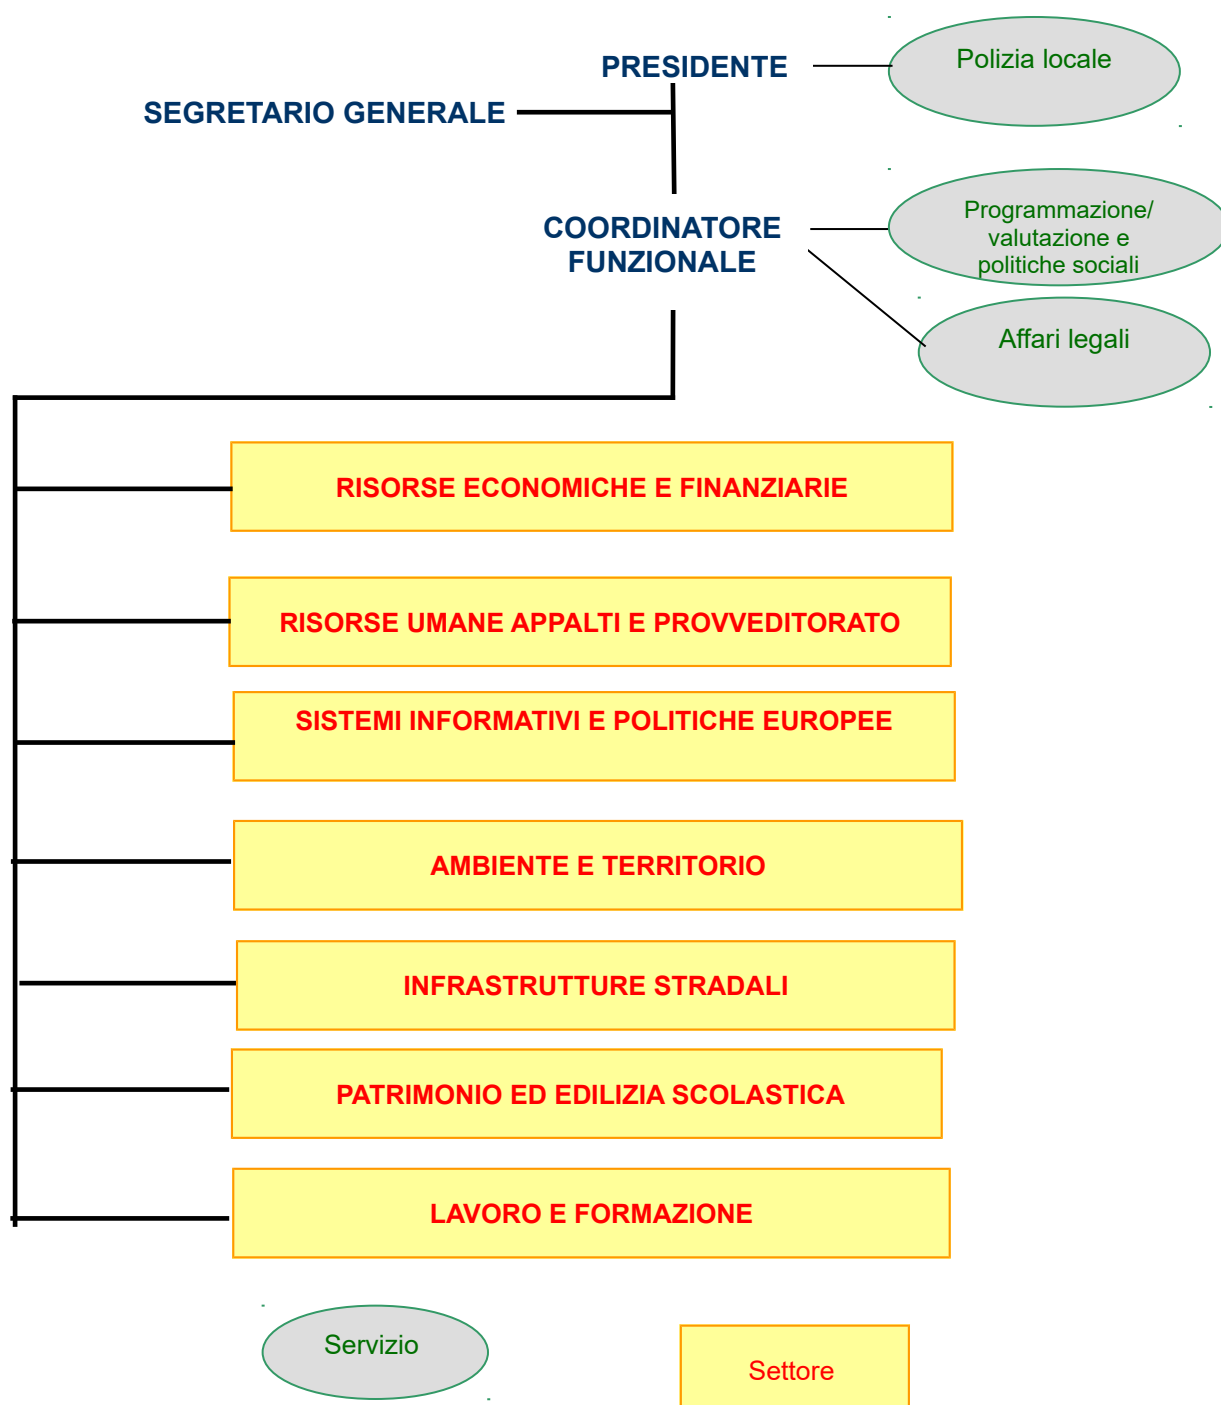 PRESIDENTE
Polizia locale
SEGRETARIO GENERALE
COORDINATORE
FUNZIONALE
Programmazione/
valutazione e
politiche sociali
Affari legali
RISORSE ECONOMICHE E FINANZIARIE
RISORSE UMANE APPALTI E PROVVEDITORATO
SISTEMI INFORMATIVI E POLITICHE EUROPEE
AMBIENTE E TERRITORIO
INFRASTRUTTURE STRADALI
PATRIMONIO ED EDILIZIA SCOLASTICA
LAVORO E FORMAZIONE
Servizio
Settore